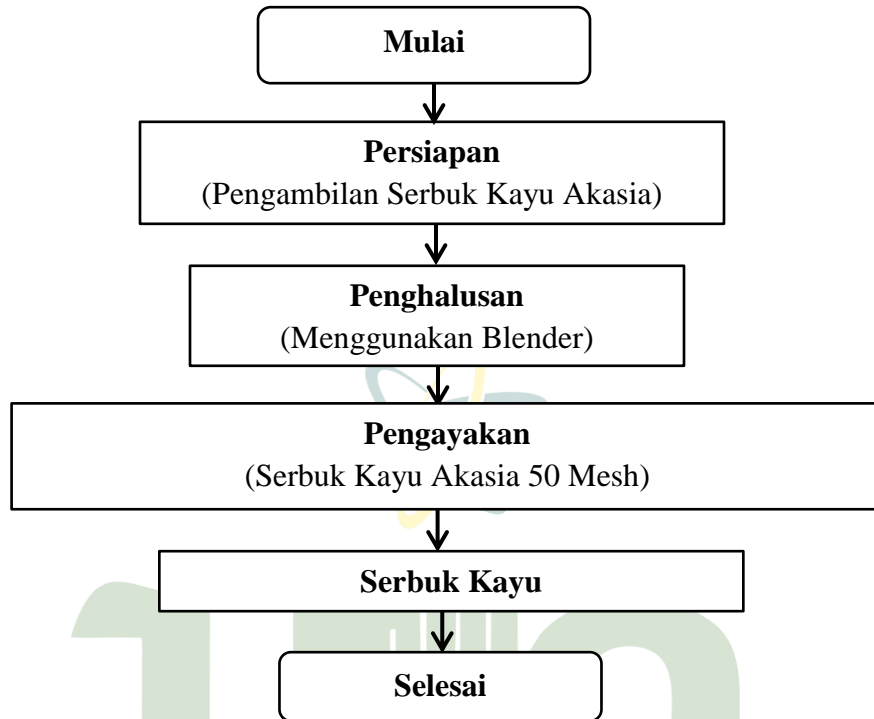 Mulai
Persiapan
(Pengambilan Serbuk Kayu Akasia)
Penghalusan
(Menggunakan Blender)
Pengayakan
(Serbuk Kayu Akasia 50 Mesh)
Serbuk Kayu
Selesai